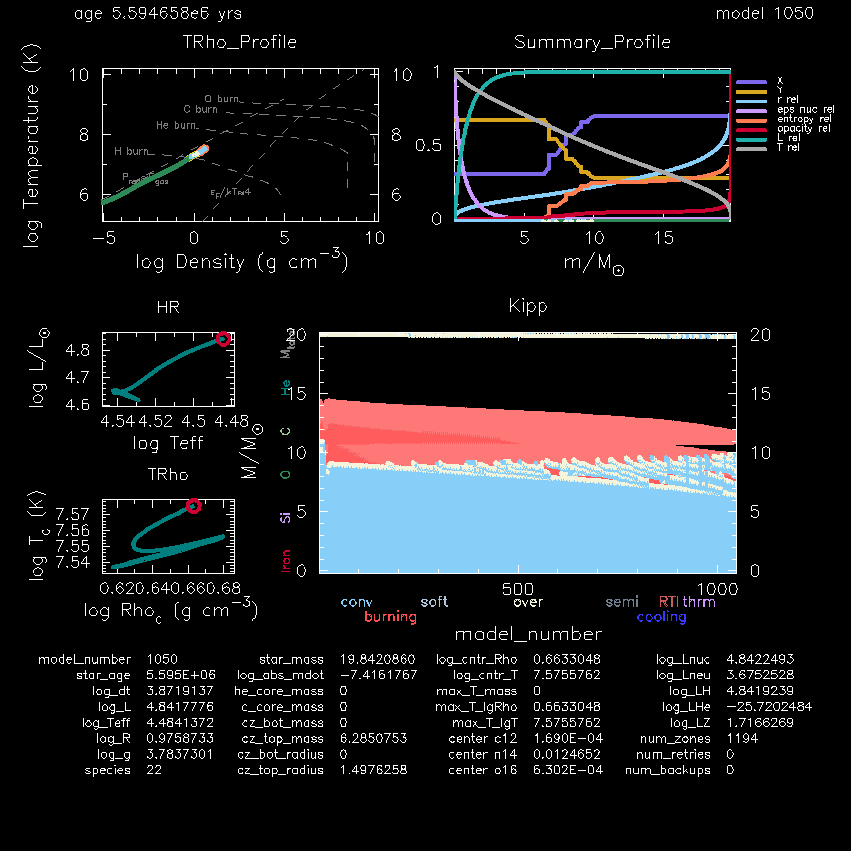 age 5.594658e6 yrs
model 1050
TRho_Profile
log Temperature (K)
10
8
6
10
8
6
O burn
C burn
He burn
H burn
gas
−5
0
5
10
log Density (g cm−3)
Summary_Profile
1
0.5
0
5
10
15
m/M⊙
X
Y
r rel
eps nuc rel
entropy rel
opacity rel
L rel
T rel
HR
log L/L⊙
4.8
4.7
4.6
4.54
4.52
4.5
4.48
log Teff
TRho
log Tc (K)
7.57
7.56
7.55
7.54
0.62
0.64
0.66
0.68
log Rhoc (g cm−3)
Kipp
M/M⊙
Mtotal
He
C
O
Si
Iron
20
15
10
5
0
20
15
10
5
0
500
1000
conv
soft
over
semi
RTI
thrm
burning
cooling
model_number
model_number 1050 star_mass 19.8420860 log_cntr_Rho 0.6633048 log_Lnuc 4.8422493
star_age 5.595E+06 log_abs_mdot −7.4161767 log_cntr_T 7.5755762 log_Lneu 3.6752528
log_dt 3.8719137 he_core_mass 0 max_T_mass 0 log_LH 4.8419239
log_L 4.8417776 c_core_mass 0 max_T_lgRho 0.6633048 log_LHe −25.7202484
log_Teff 4.4841372 cz_bot_mass 0 max_T_lgT 7.5755762 log_LZ 1.7166269
log_R 0.9758733 cz_top_mass 6.2850753 center c12 1.690E−04 num_zones 1194
log_g 3.7837301 cz_bot_radius 0 center n14 0.0124652 num_retries 0
species 22 cz_top_radius 1.4976258 center o16 6.302E−04 num_backups 0